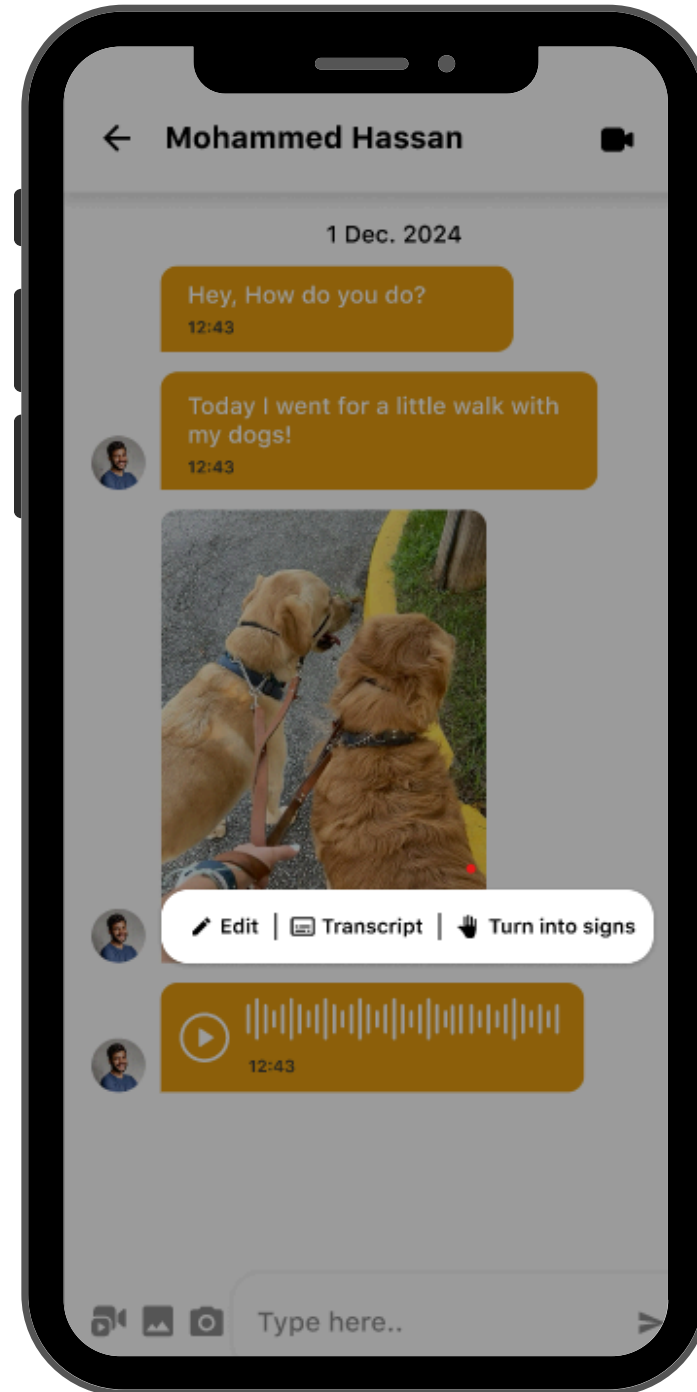 Mohammed Hassan
1 Dec. 2024
Hey, How do you do?
12:43
Today I went for a little walk with
my dogs!
12:43
Edit | Transcript | Turn into signs
12:43
Type here..